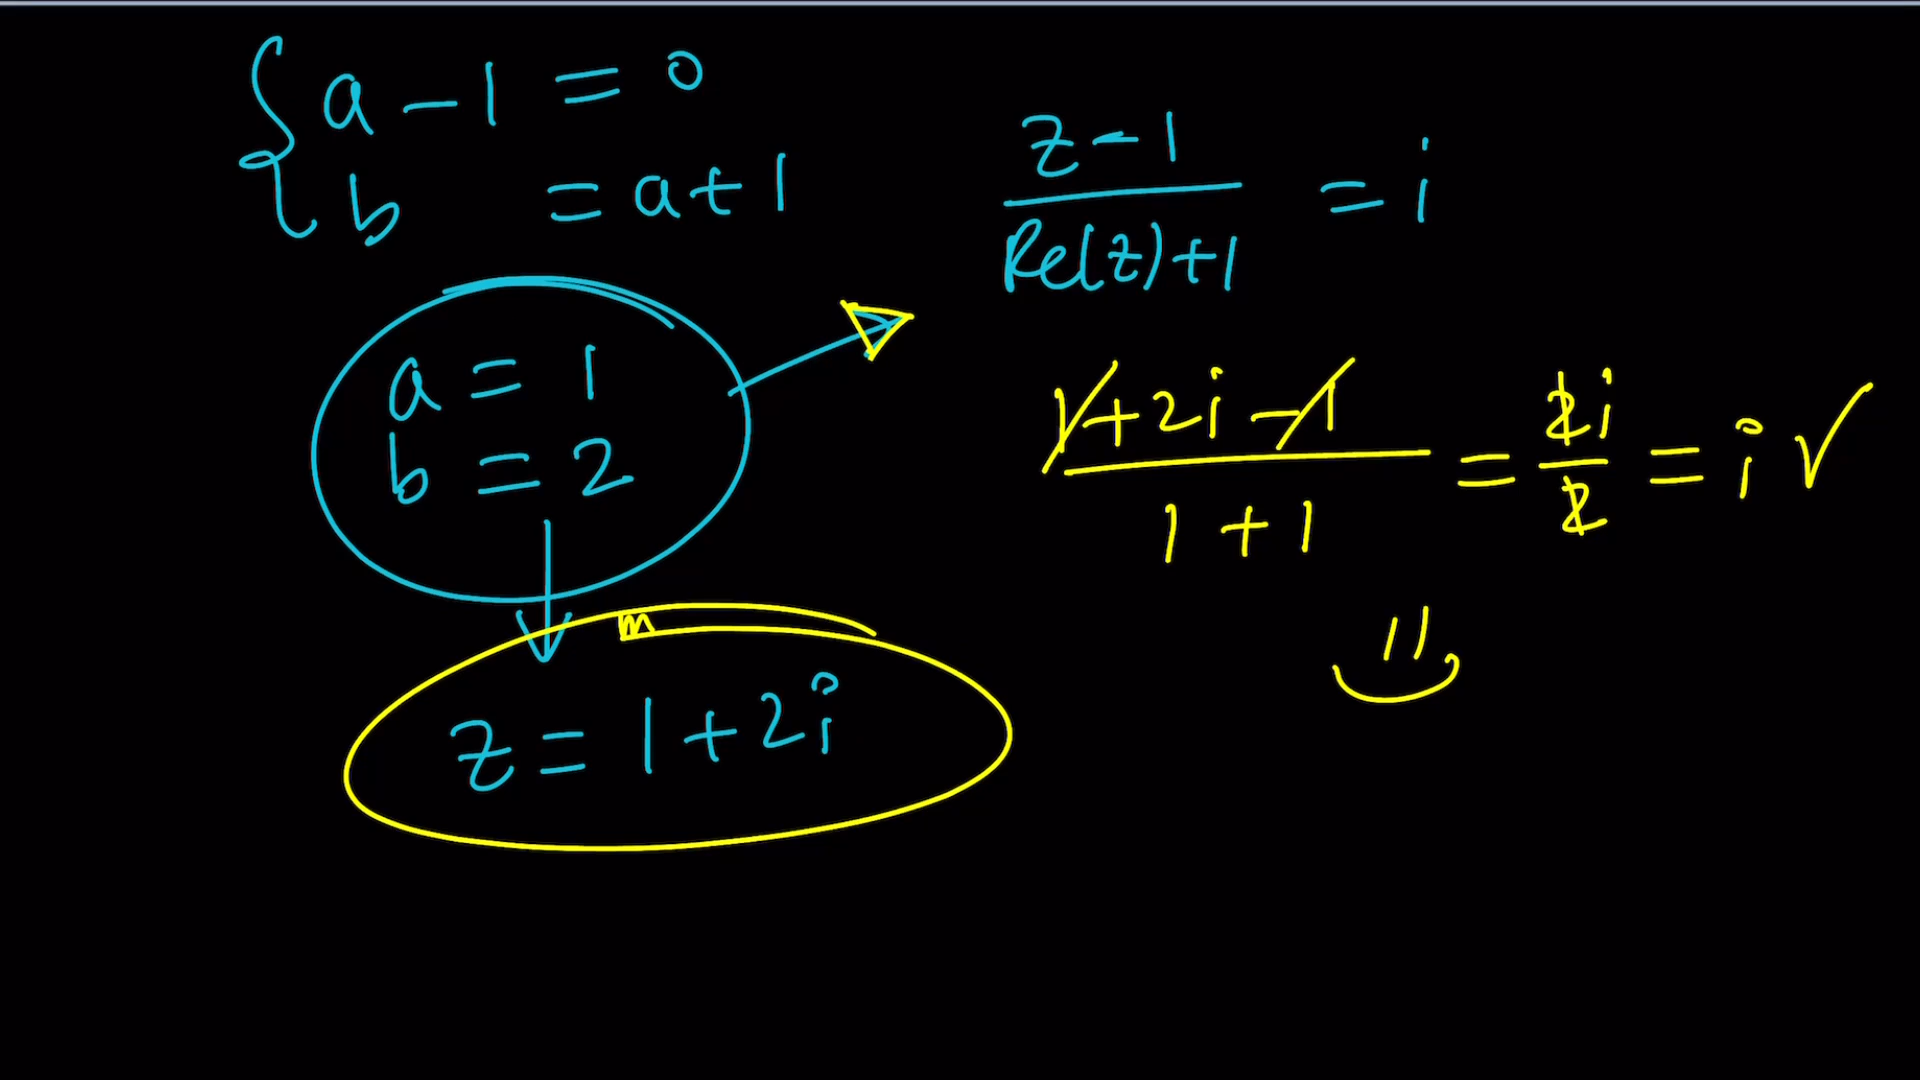 { a - 1 = 0
b = a + 1
a = 1
b = 2
z = 1 + 2i
z - 1 / Re(z) + 1 = i
1 + 2i - 1 / 1 + 1 = 2i / 2 = i ✓